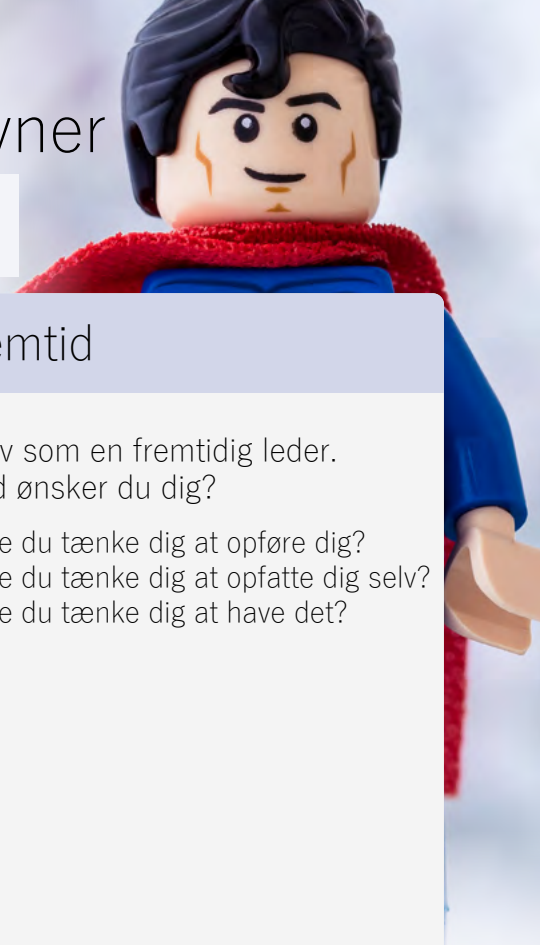 vner
emtid
v som en fremtidig leder.
d ønsker du dig?
e du tænke dig at opføre dig?
e du tænke dig at opfatte dig selv?
e du tænke dig at have det?